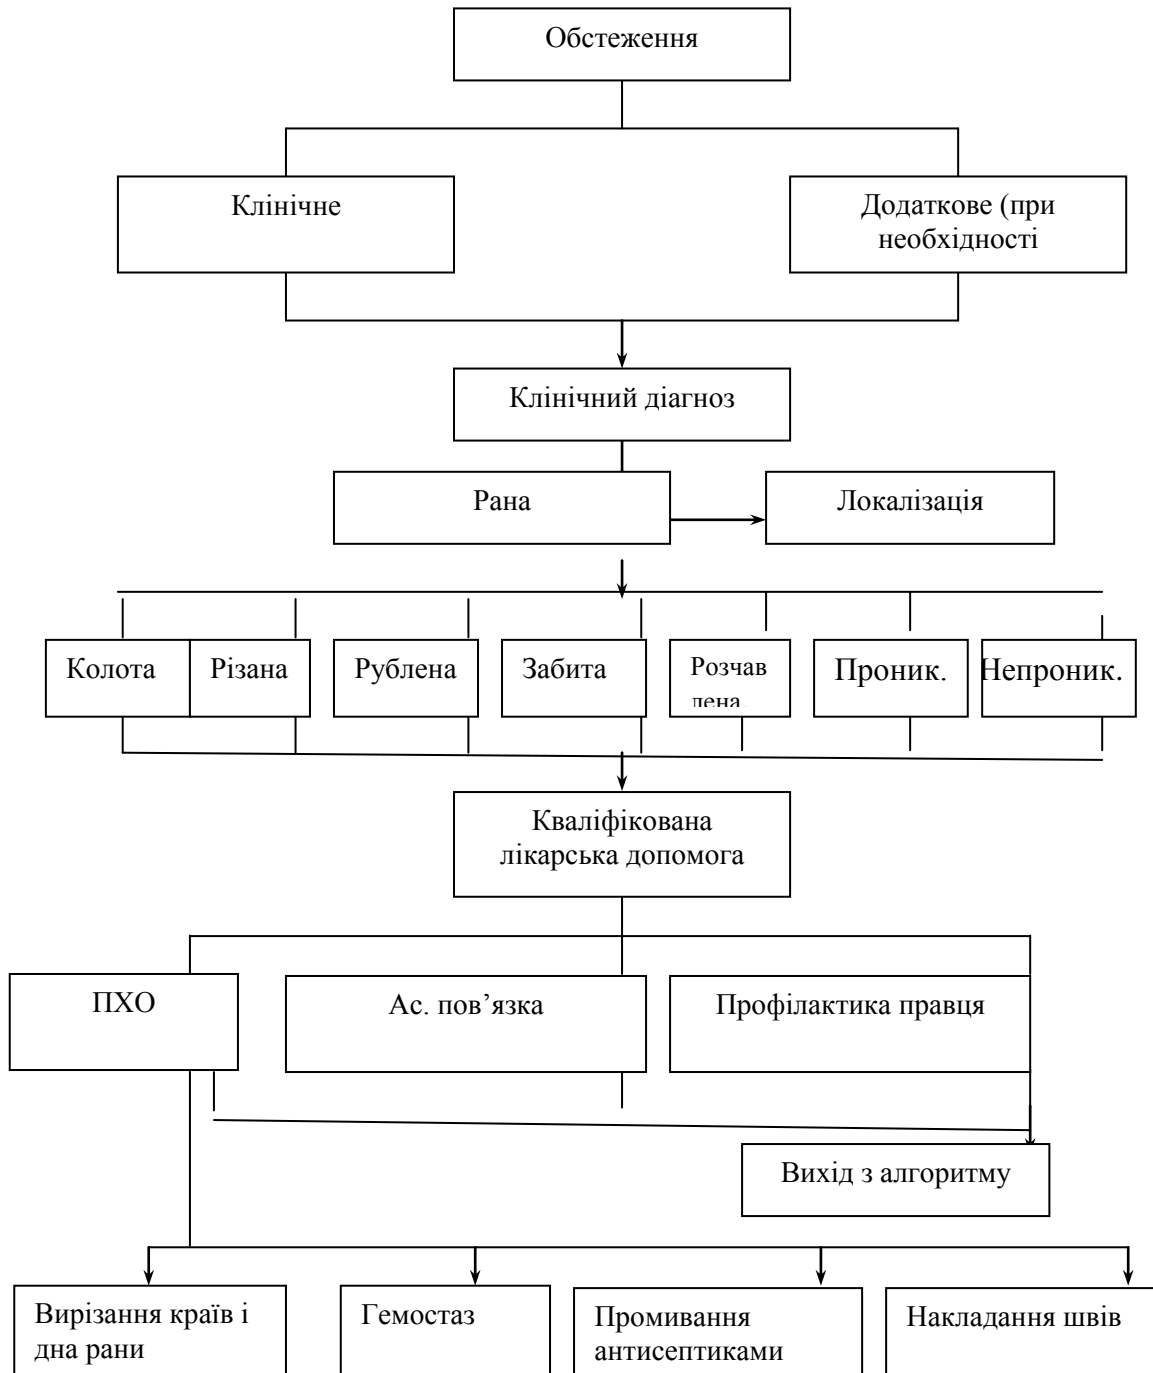 Обстеження
Клінічне
Додаткове (при
необхідності
Клінічний діагноз
Рана
Локалізація
Колота
Різана
Рублена
Забита
Розчав
лена.
Проник.
Непроник.
Кваліфікована
лікарська допомога
ПХО
Ас. пов’язка
Профілактика правця
Вихід з алгоритму
Вирізання країв і
дна рани
Гемостаз
Промивання
антисептиками
Накладання швів